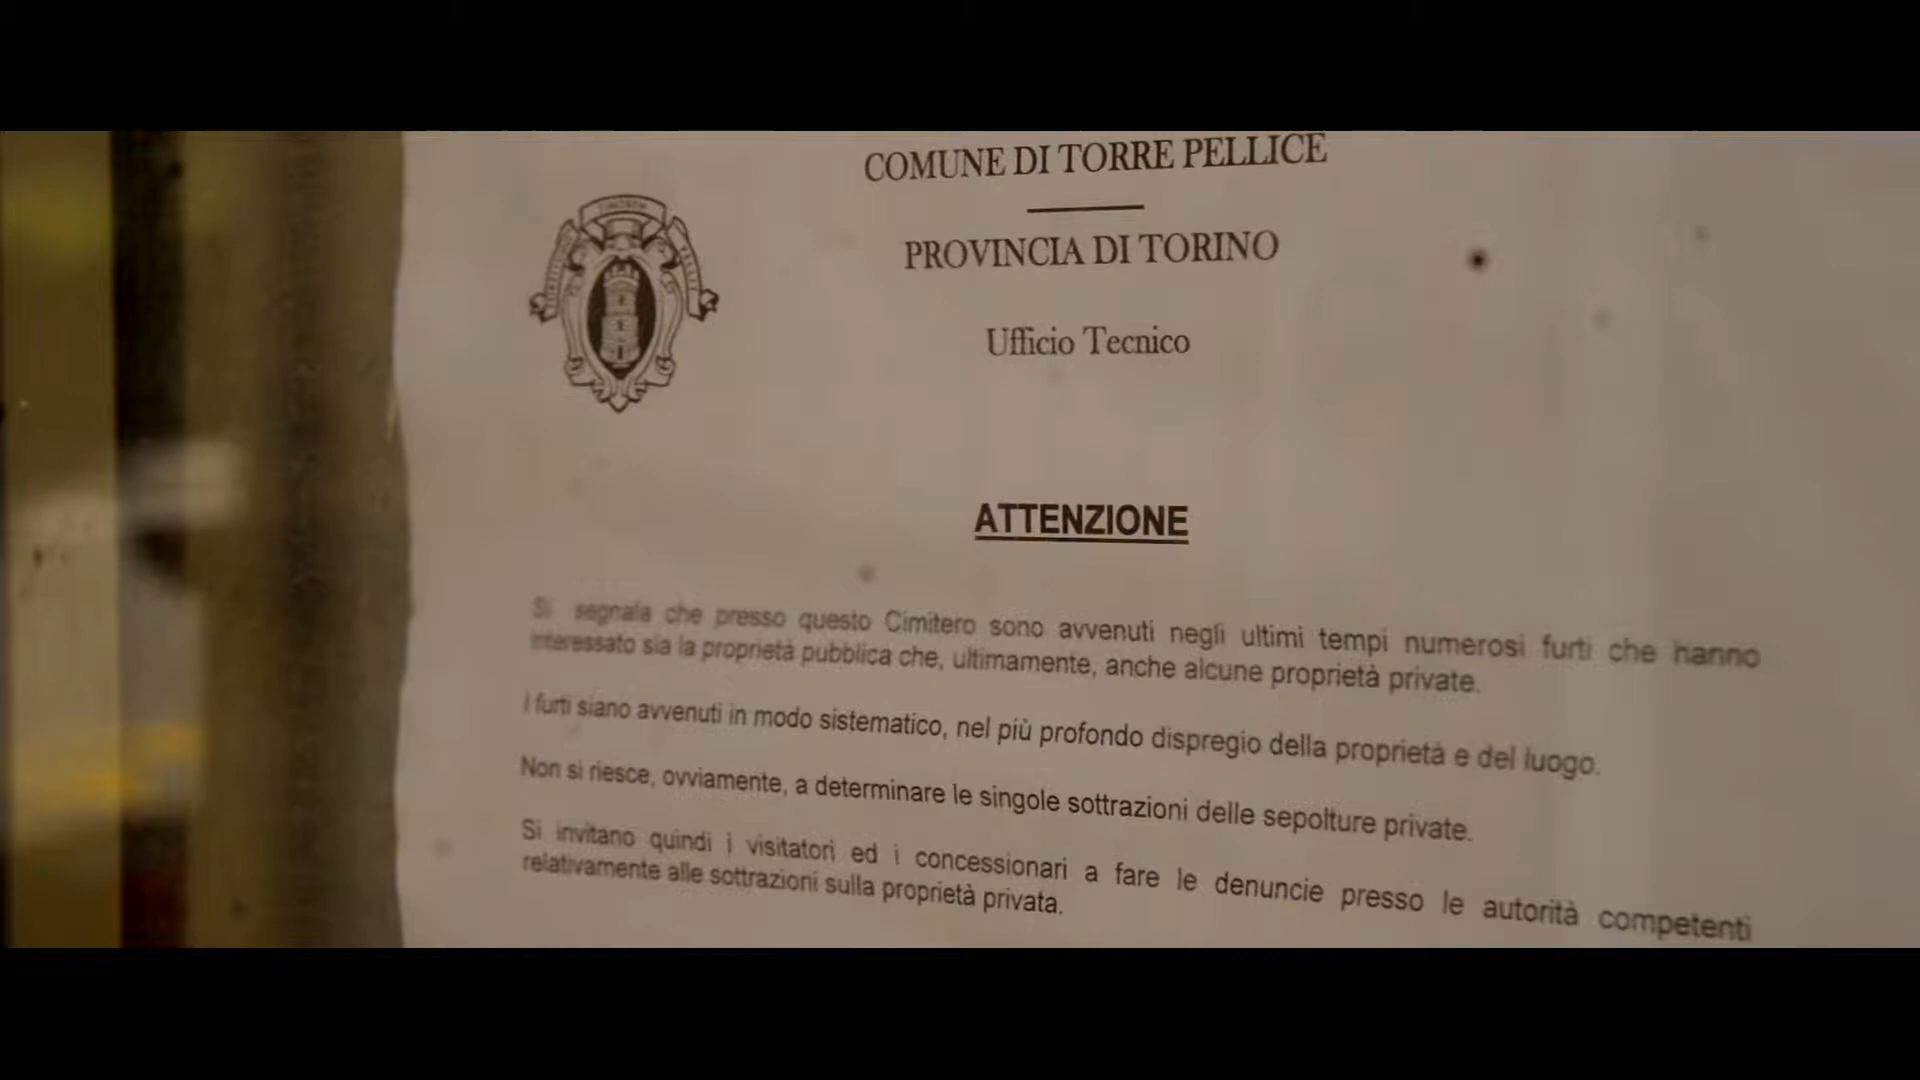 COMUNE DI TORRE PELLICE
PROVINCIA DI TORINO
Ufficio Tecnico
ATTENZIONE
Si segnala che presso questo Cimitero sono avvenuti negli ultimi tempi numerosi furti che hanno
interessato sia la proprietà pubblica che, ultimamente, anche alcune proprietà private.
I furti siano avvenuti in modo sistematico, nel più profondo dispregio della proprietà e del luogo.
Non si riesce, ovviamente, a determinare le singole sottrazioni delle sepolture private.
Si invitano quindi i visitatori ed i concessionari a fare le denuncie presso le autorità competenti
relativamente alle sottrazioni sulla proprietà privata.